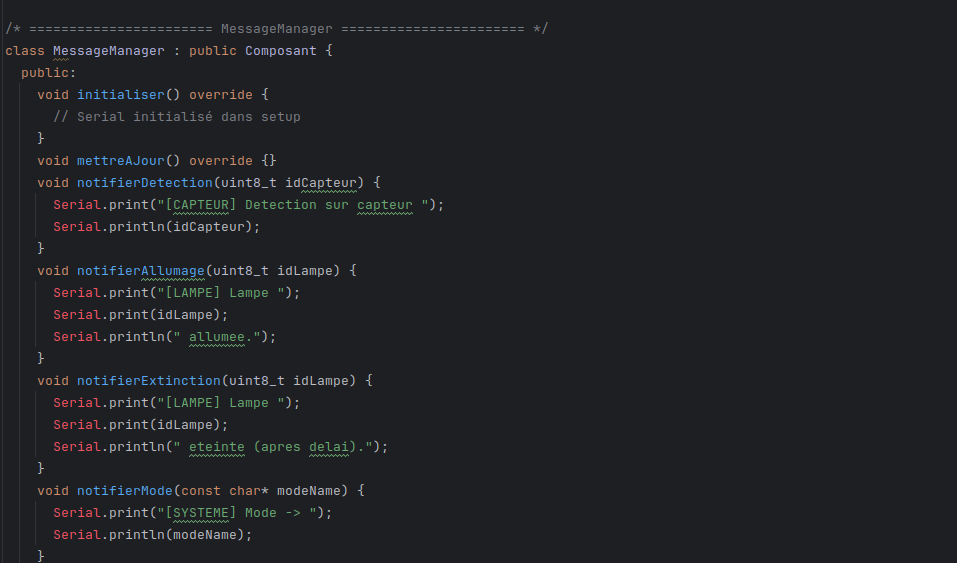 /* ======================= MessageManager ======================= */
class MessageManager : public Composant {
  public:
    void initialiser() override {
      // Serial initialisé dans setup
    }
    void mettreAJour() override {}
    void notifierDetection(uint8_t idCapteur) {
      Serial.print("[CAPTEUR] Detection sur capteur ");
      Serial.println(idCapteur);
    }
    void notifierAllumage(uint8_t idLampe) {
      Serial.print("[LAMPE] Lampe ");
      Serial.print(idLampe);
      Serial.println(" allumee.");
    }
    void notifierExtinction(uint8_t idLampe) {
      Serial.print("[LAMPE] Lampe ");
      Serial.print(idLampe);
      Serial.println(" eteinte (apres delai).");
    }
    void notifierMode(const char* modeName) {
      Serial.print("[SYSTEME] Mode -> ");
      Serial.println(modeName);
    }